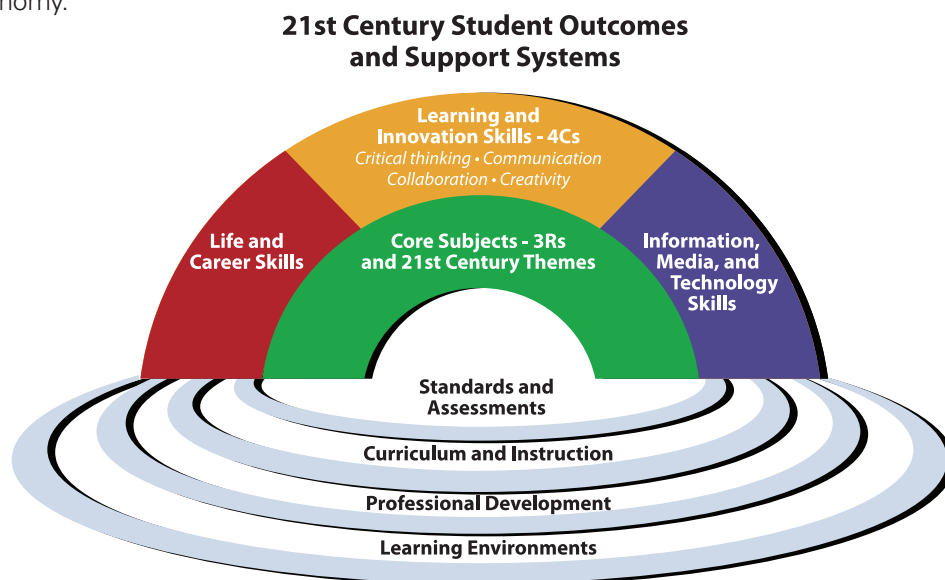 nomy.
21st Century Student Outcomes
and Support Systems
Learning and
Innovation Skills - 4Cs
Critical thinking • Communication
Collaboration • Creativity
Life and
Career Skills
Core Subjects - 3Rs
and 21st Century Themes
Information,
Media, and
Technology
Skills
Standards and
Assessments
Curriculum and Instruction
Professional Development
Learning Environments